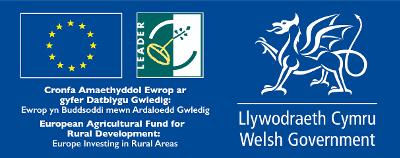 LEADER
Cronfa Amaethyddol Ewrop ar
gyfer Datblygu Gwledig:
Ewrop yn Buddsoddi mewn Ardaloedd Gwledig
European Agricultural Fund for
Rural Development:
Europe Investing in Rural Areas
Llywodraeth Cymru
Welsh Government